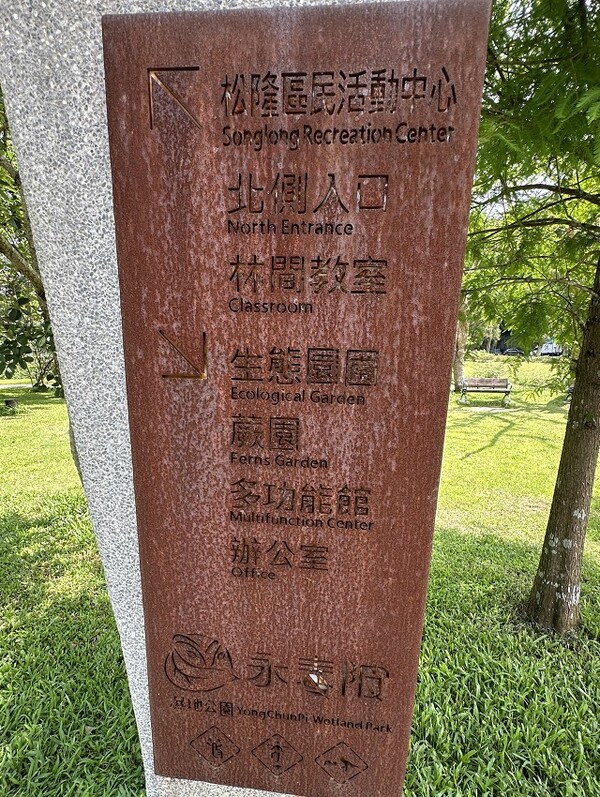 松隆區民活動中心
Songlong Recreation Center
北側入口
North Entrance
林間教室
Classroom
生態園區
Ecological Garden
蕨園
Ferns Garden
多功能館
Multifunction Center
辦公室
Office
永春陂
濕地公園 YongChunPi Wetland Park